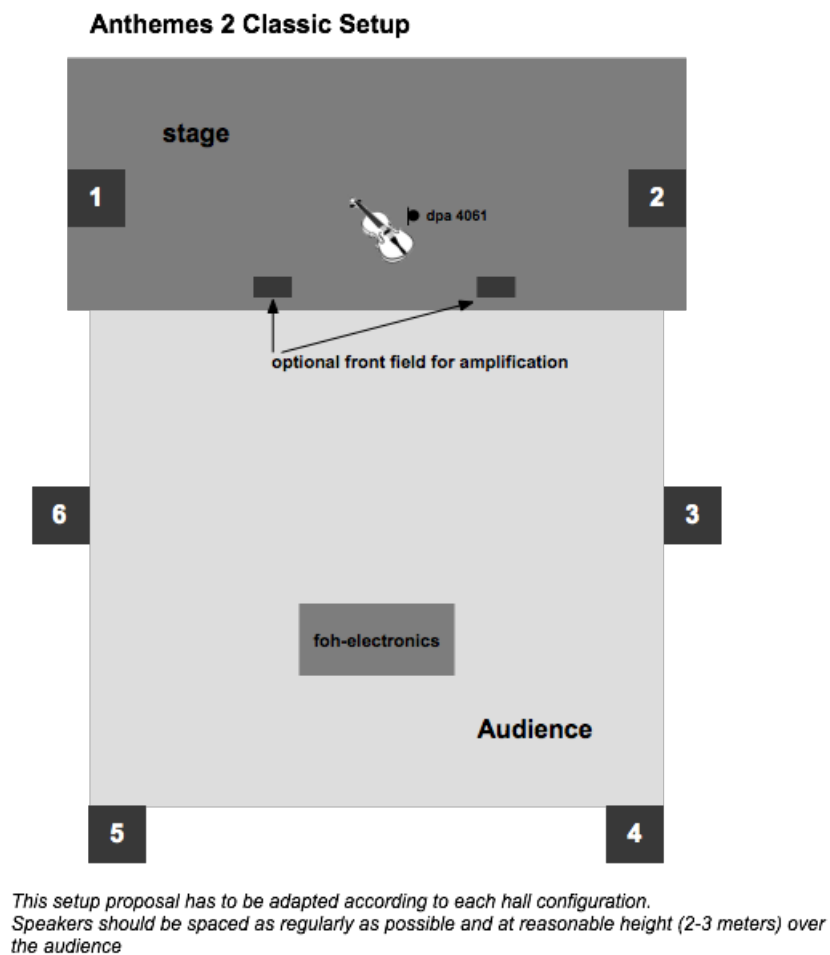 Anthemes 2 Classic Setup
stage
1
2
dpa 4061
optional front field for amplification
6
3
foh-electronics
Audience
5
4
This setup proposal has to be adapted according to each hall configuration.
Speakers should be spaced as regularly as possible and at reasonable height (2-3 meters) over
the audience